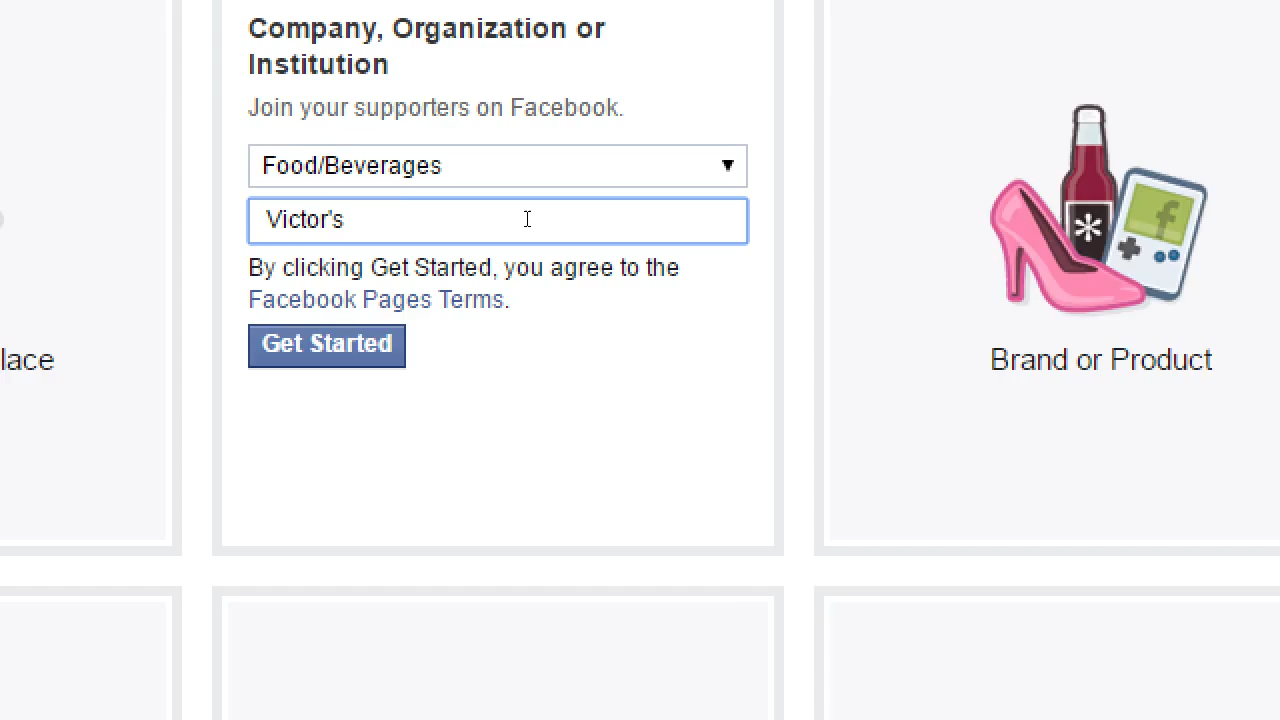 Company, Organization or
Institution
Join your supporters on Facebook.
Food/Beverages
Victor's
By clicking Get Started, you agree to the
Facebook Pages Terms.
Get Started
lace
Brand or Product